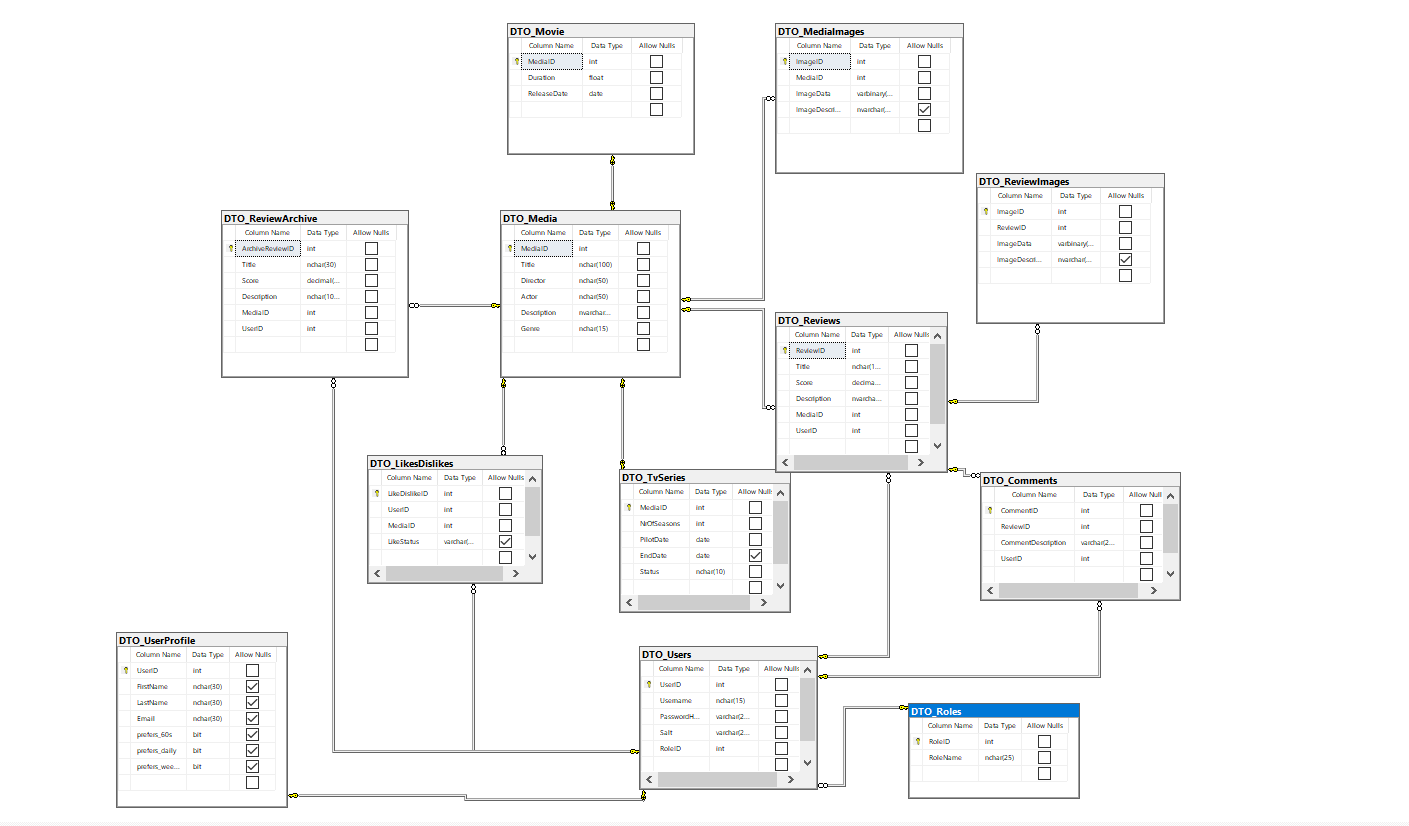 DTO_Movie
Column Name Data Type Allow Nulls
MediaID int
Duration float
ReleaseDate date
DTO_MediaImages
Column Name Data Type Allow Nulls
ImageID int
MediaID int
ImageData varbinary(...
ImageDescri... nvarchar(...
DTO_ReviewImages
Column Name Data Type Allow Nulls
ImageID int
ReviewID int
ImageData varbinary(...
ImageDescri... nvarchar(...
DTO_ReviewArchive
Column Name Data Type Allow Nulls
ArchiveReviewID int
Title nchar(30)
Score decimal(...
Description nchar(10...
MediaID int
UserID int
DTO_Media
Column Name Data Type Allow Nulls
MediaID int
Title nchar(100)
Director nchar(50)
Actor nchar(50)
Description nvarchar...
Genre nchar(15)
DTO_Reviews
Column Name Data Type Allow Nulls
ReviewID int
Title nchar(1...
Score decima...
Description nvarcha...
MediaID int
UserID int
DTO_LikesDislikes
Column Name Data Type Allow Nulls
LikeDislikeID int
UserID int
MediaID int
LikeStatus varchar(...
DTO_TvSeries
Column Name Data Type Allow Nulls
MediaID int
NrOfSeasons int
PilotDate date
EndDate date
Status nchar(10)
DTO_Comments
Column Name Data Type Allow Null
CommentID int
ReviewID int
CommentDescription varchar(2...
UserID int
DTO_UserProfile
Column Name Data Type Allow Nulls
UserID int
FirstName nchar(30)
LastName nchar(30)
Email nchar(30)
prefers_60s bit
prefers_daily bit
prefers_wee... bit
DTO_Users
Column Name Data Type Allow Nulls
UserID int
Username nchar(15)
PasswordH... varchar(2...
Salt varchar(2...
RoleID int
DTO_Roles
Column Name Data Type Allow Nulls
RoleID int
RoleName nchar(25)